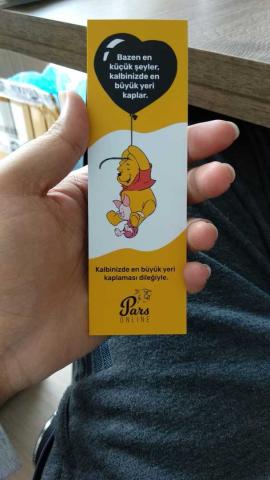 Bazen en
küçük şeyler,
kalbinizde en
büyük yeri
kaplar.
Kalbinizde en büyük yeri
kaplaması dileğiyle.
Pars
ONLINE